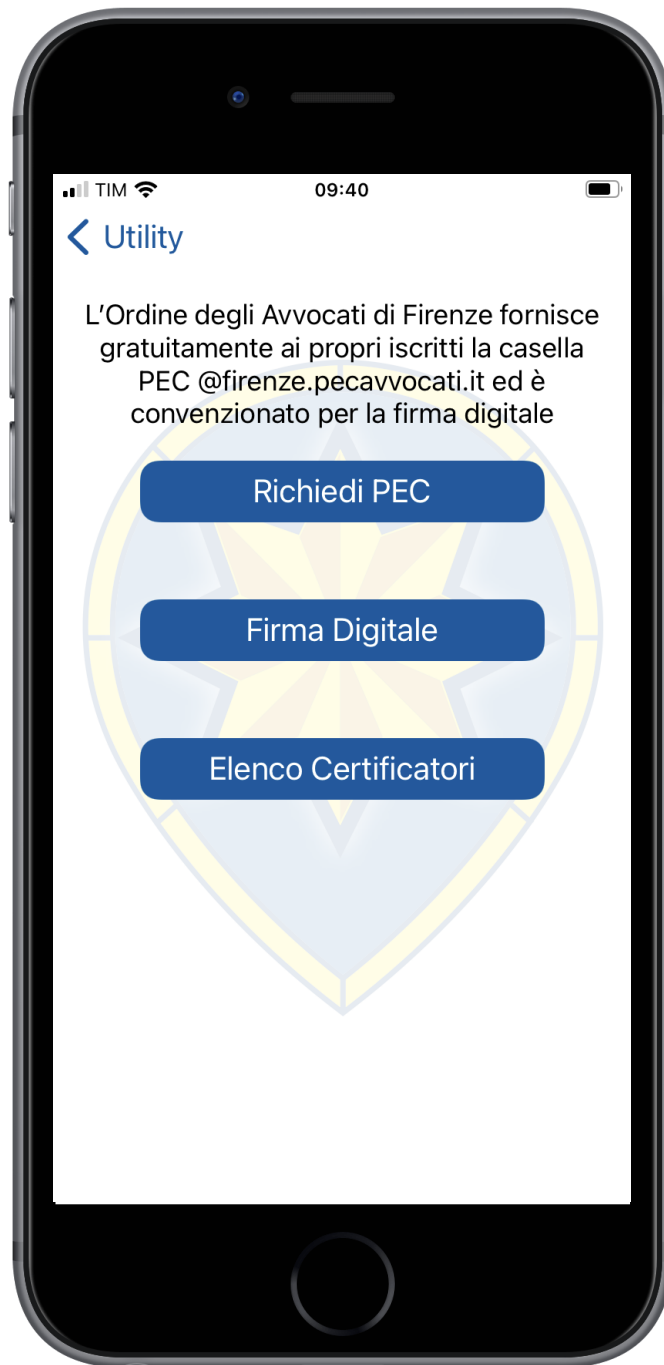 TIM
09:40
Utility
L'Ordine degli Avvocati di Firenze fornisce
gratuitamente ai propri iscritti la casella
PEC @firenze.pecavvocati.it ed è
convenzionato per la firma digitale
Richiedi PEC
Firma Digitale
Elenco Certificatori